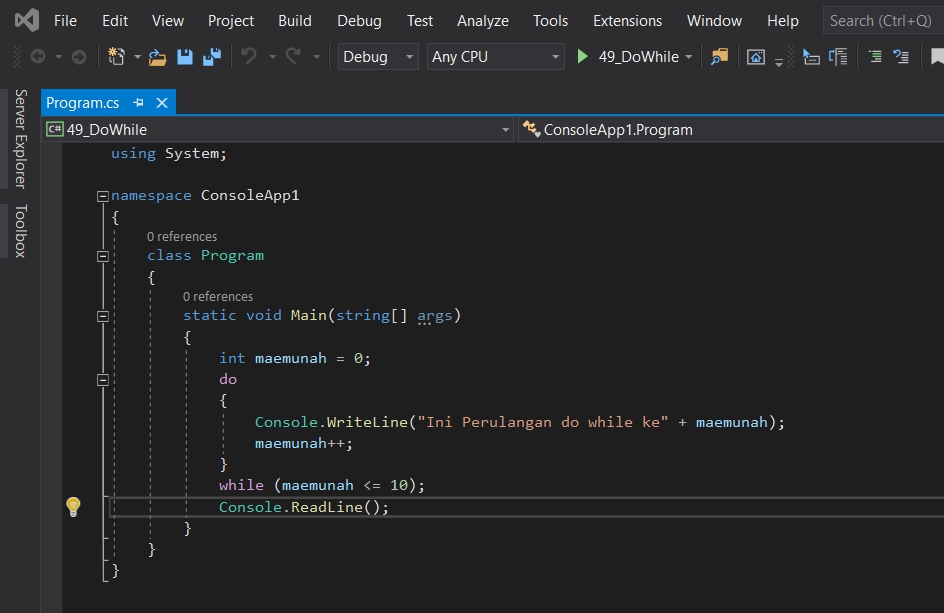 File Edit View Project Build Debug Test Analyze Tools Extensions Window Help Search (Ctrl+Q)
Debug Any CPU 49_DoWhile
Server Explorer
Toolbox
Program.cs
C# 49_DoWhile ConsoleApp1.Program
using System;
namespace ConsoleApp1
{
0 references
class Program
{
0 references
static void Main(string[] args)
{
int maemunah = 0;
do
{
Console.WriteLine("Ini Perulangan do while ke" + maemunah);
maemunah++;
}
while (maemunah <= 10);
Console.ReadLine();
}
}
}